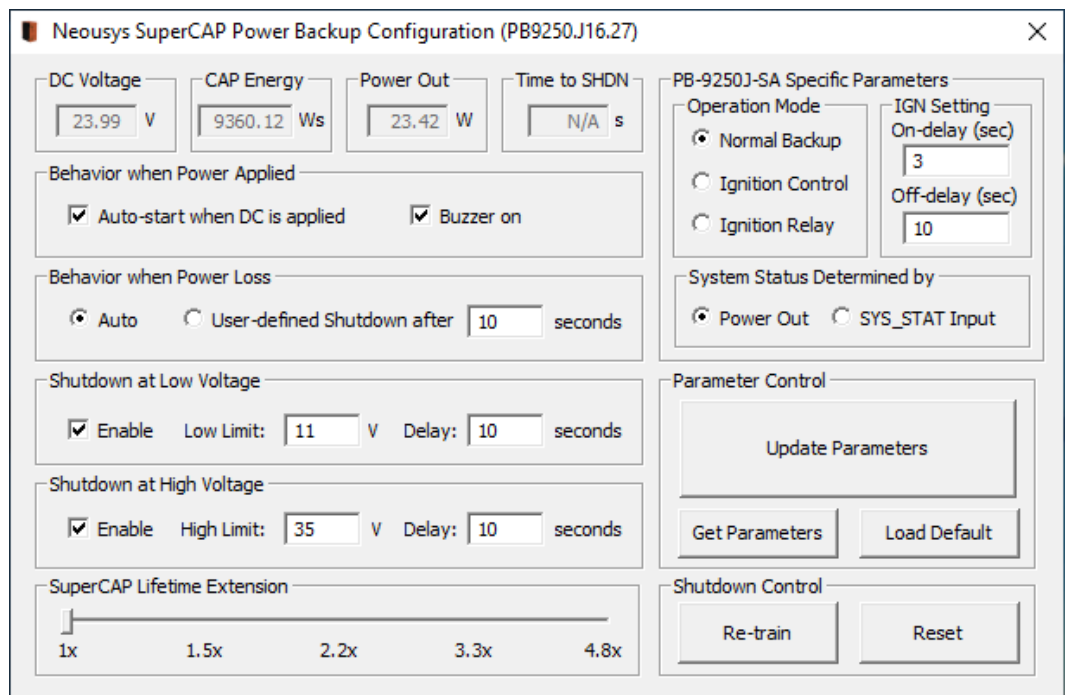 Neousys SuperCAP Power Backup Configuration (PB9250.J16.27)
DC Voltage
23.99 V
CAP Energy
9360.12 Ws
Power Out
23.42 W
Time to SHDN
N/A s
Behavior when Power Applied
Auto-start when DC is applied Buzzer on
Behavior when Power Loss
Auto User-defined Shutdown after 10 seconds
Shutdown at Low Voltage
Enable Low Limit: 11 V Delay: 10 seconds
Shutdown at High Voltage
Enable High Limit: 35 V Delay: 10 seconds
SuperCAP Lifetime Extension
1x 1.5x 2.2x 3.3x 4.8x
PB-9250J-SA Specific Parameters
Operation Mode
Normal Backup
Ignition Control
Ignition Relay
IGN Setting
On-delay (sec)
3
Off-delay (sec)
10
System Status Determined by
Power Out SYS_STAT Input
Parameter Control
Update Parameters
Get Parameters Load Default
Shutdown Control
Re-train Reset